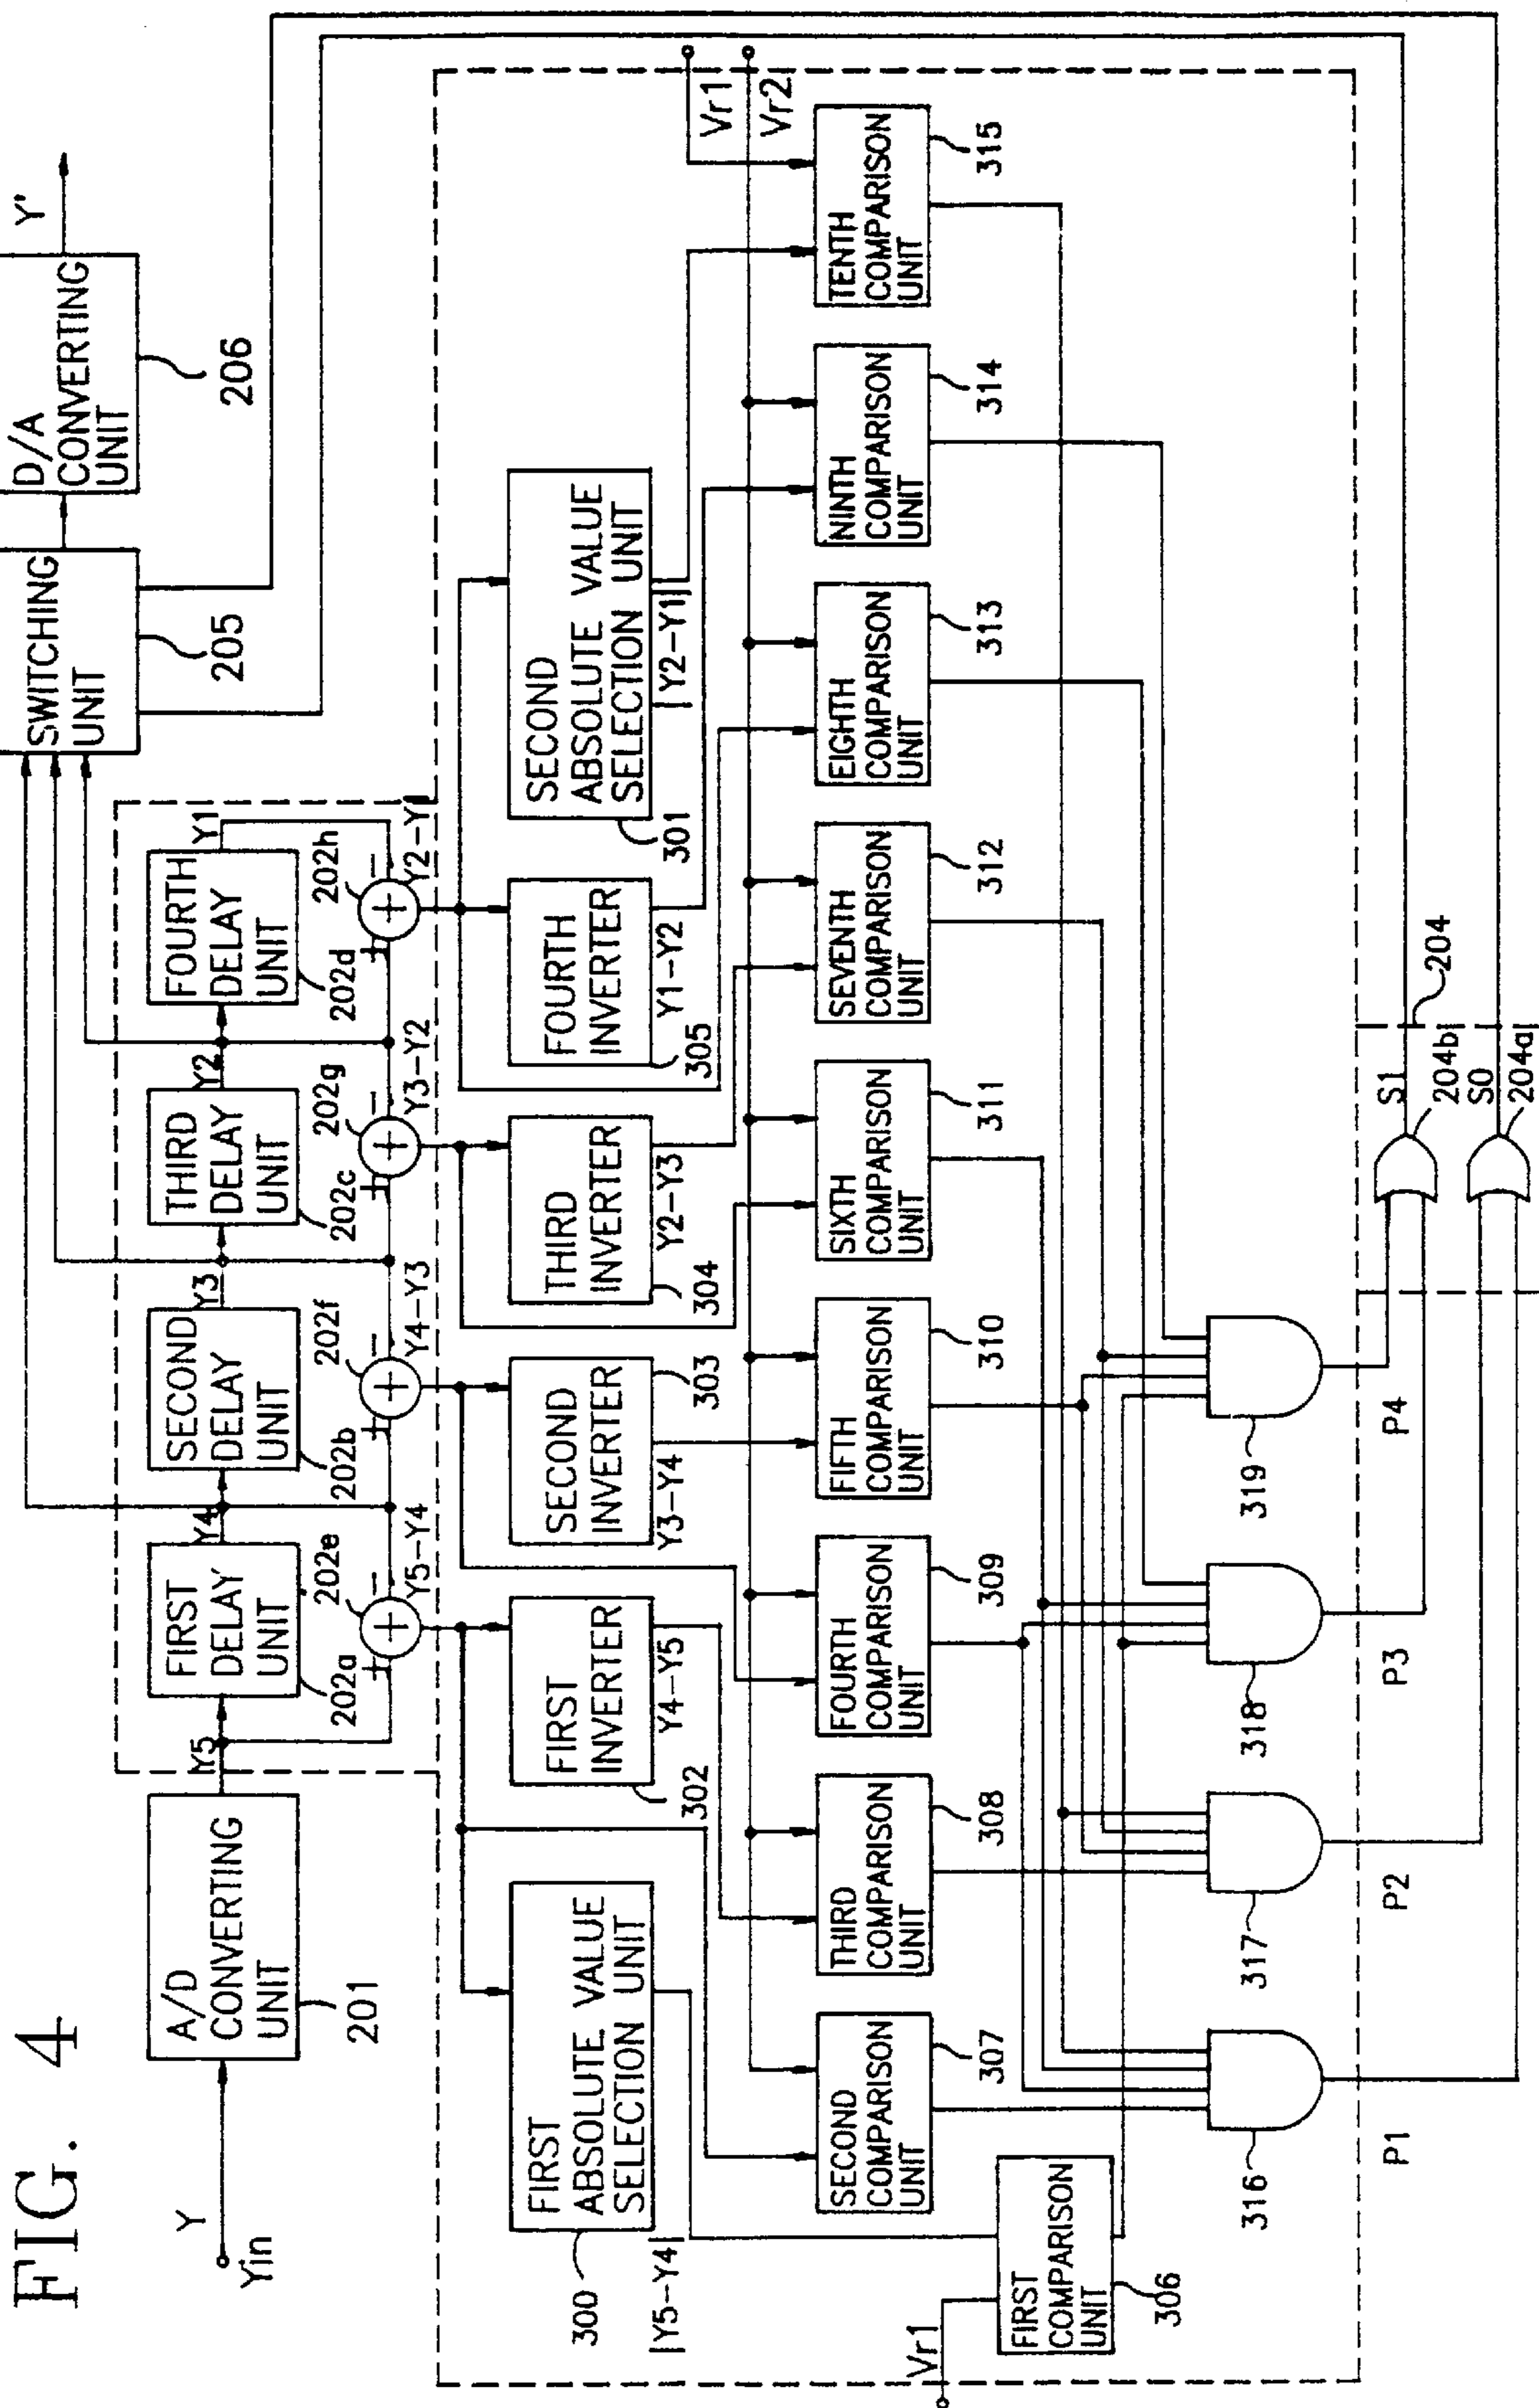 FIG. 4
Y
Yin
A/D
CONVERTING
UNIT
201
Y5
FIRST
DELAY
UNIT
202a
202e
Y4
SECOND
DELAY
UNIT
202b
202f
Y3
THIRD
DELAY
UNIT
202c
202g
Y2
FOURTH
DELAY
UNIT
202d
202h
Y1
SWITCHING
UNIT
205
D/A
CONVERTING
UNIT
206
Y'
+
+
−
Y5-Y4
+
+
−
Y4-Y3
+
+
−
Y3-Y2
+
+
−
Y2-Y1
FIRST
ABSOLUTE VALUE
SELECTION UNIT
300
|Y5-Y4|
FIRST
INVERTER
302
Y4-Y5
SECOND
INVERTER
303
Y3-Y4
THIRD
INVERTER
304
Y2-Y3
FOURTH
INVERTER
305
Y1-Y2
SECOND
ABSOLUTE VALUE
SELECTION UNIT
301
|Y2-Y1|
Vr1
Vr2
Vr1
FIRST
COMPARISON
UNIT
306
SECOND
COMPARISON
UNIT
307
THIRD
COMPARISON
UNIT
308
FOURTH
COMPARISON
UNIT
309
FIFTH
COMPARISON
UNIT
310
SIXTH
COMPARISON
UNIT
311
SEVENTH
COMPARISON
UNIT
312
EIGHTH
COMPARISON
UNIT
313
NINTH
COMPARISON
UNIT
314
TENTH
COMPARISON
UNIT
315
316
317
318
319
P1
P2
P3
P4
S1
204b
S0
204a
204